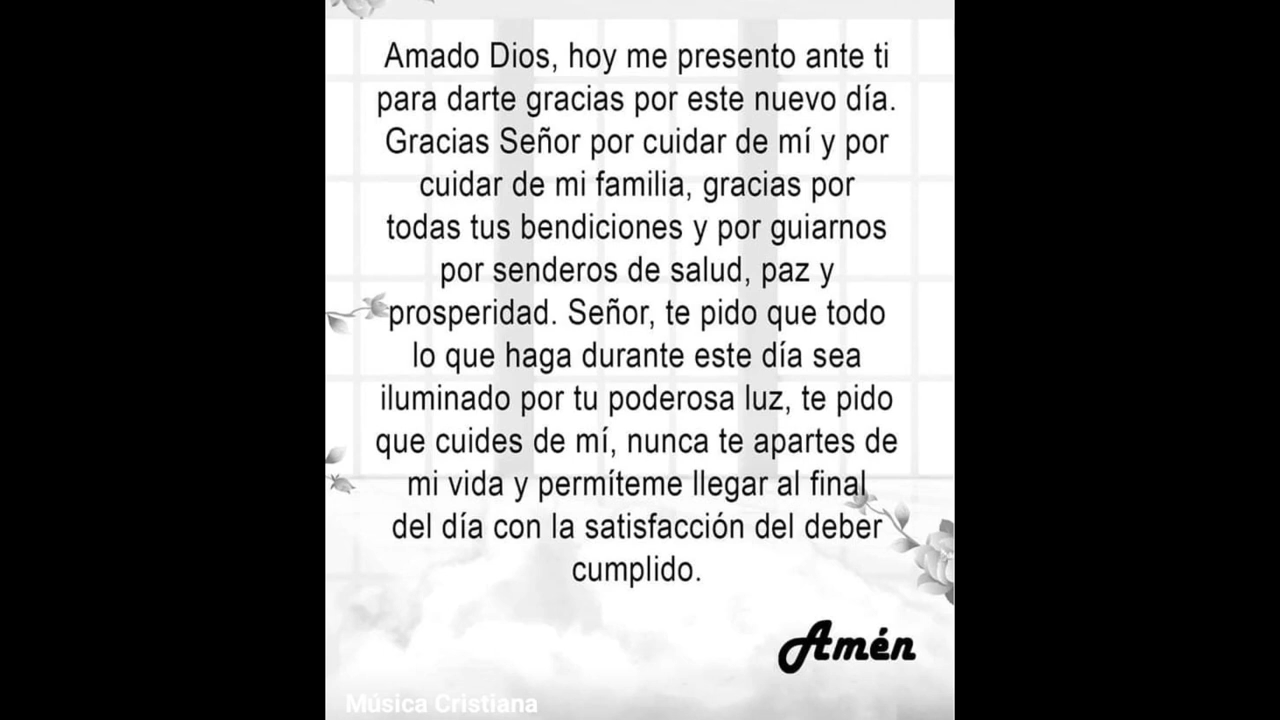 Amado Dios, hoy me presento ante ti
para darte gracias por este nuevo día.
Gracias Señor por cuidar de mí y por
cuidar de mi familia, gracias por
todas tus bendiciones y por guiarnos
por senderos de salud, paz y
prosperidad. Señor, te pido que todo
lo que haga durante este día sea
iluminado por tu poderosa luz, te pido
que cuides de mí, nunca te apartes de
mi vida y permíteme llegar al final
del día con la satisfacción del deber
cumplido.
Amén
Música Cristiana